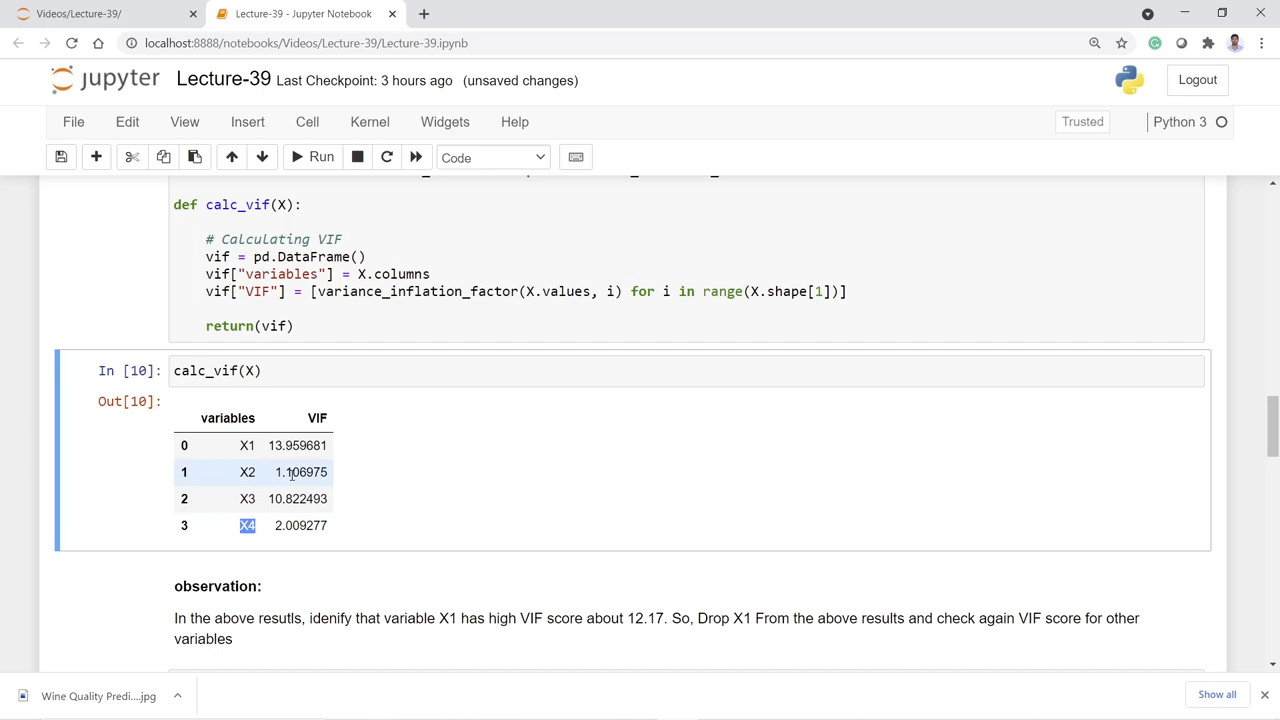 Videos/Lecture-39/
Lecture-39 - Jupyter Notebook
localhost:8888/notebooks/Videos/Lecture-39/Lecture-39.ipynb
jupyter Lecture-39 Last Checkpoint: 3 hours ago (unsaved changes)
Logout
File Edit View Insert Cell Kernel Widgets Help
Trusted Python 3
Run Code
def calc_vif(X):
# Calculating VIF
vif = pd.DataFrame()
vif["variables"] = X.columns
vif["VIF"] = [variance_inflation_factor(X.values, i) for i in range(X.shape[1])]
return(vif)
In [10]: calc_vif(X)
Out[10]:
variables VIF
0 X1 13.959681
1 X2 1.106975
2 X3 10.822493
3 X4 2.009277
observation:
In the above resutls, idenify that variable X1 has high VIF score about 12.17. So, Drop X1 From the above results and check again VIF score for other
variables
Wine Quality Predi....jpg
Show all